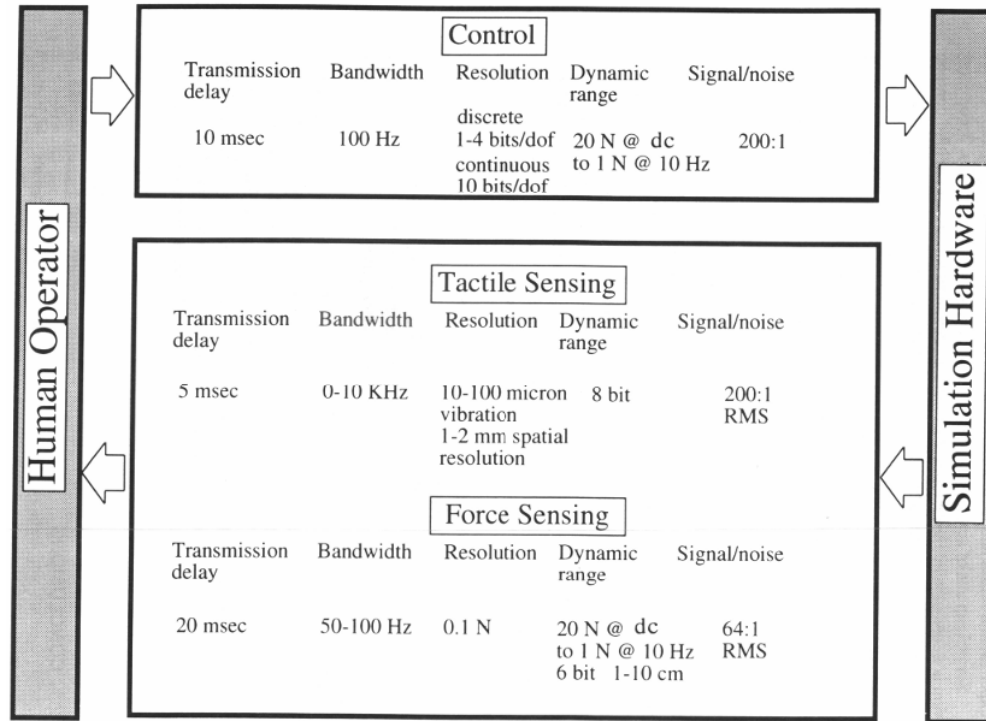 Human Operator
Simulation Hardware
Control
Transmission delay Bandwidth Resolution Dynamic range Signal/noise
10 msec 100 Hz discrete
1-4 bits/dof
continuous
10 bits/dof 20 N @ dc
to 1 N @ 10 Hz 200:1
Tactile Sensing
Transmission delay Bandwidth Resolution Dynamic range Signal/noise
5 msec 0-10 KHz 10-100 micron
vibration
1-2 mm spatial
resolution 8 bit 200:1
RMS
Force Sensing
Transmission delay Bandwidth Resolution Dynamic range Signal/noise
20 msec 50-100 Hz 0.1 N 20 N @ dc
to 1 N @ 10 Hz
6 bit 1-10 cm 64:1
RMS